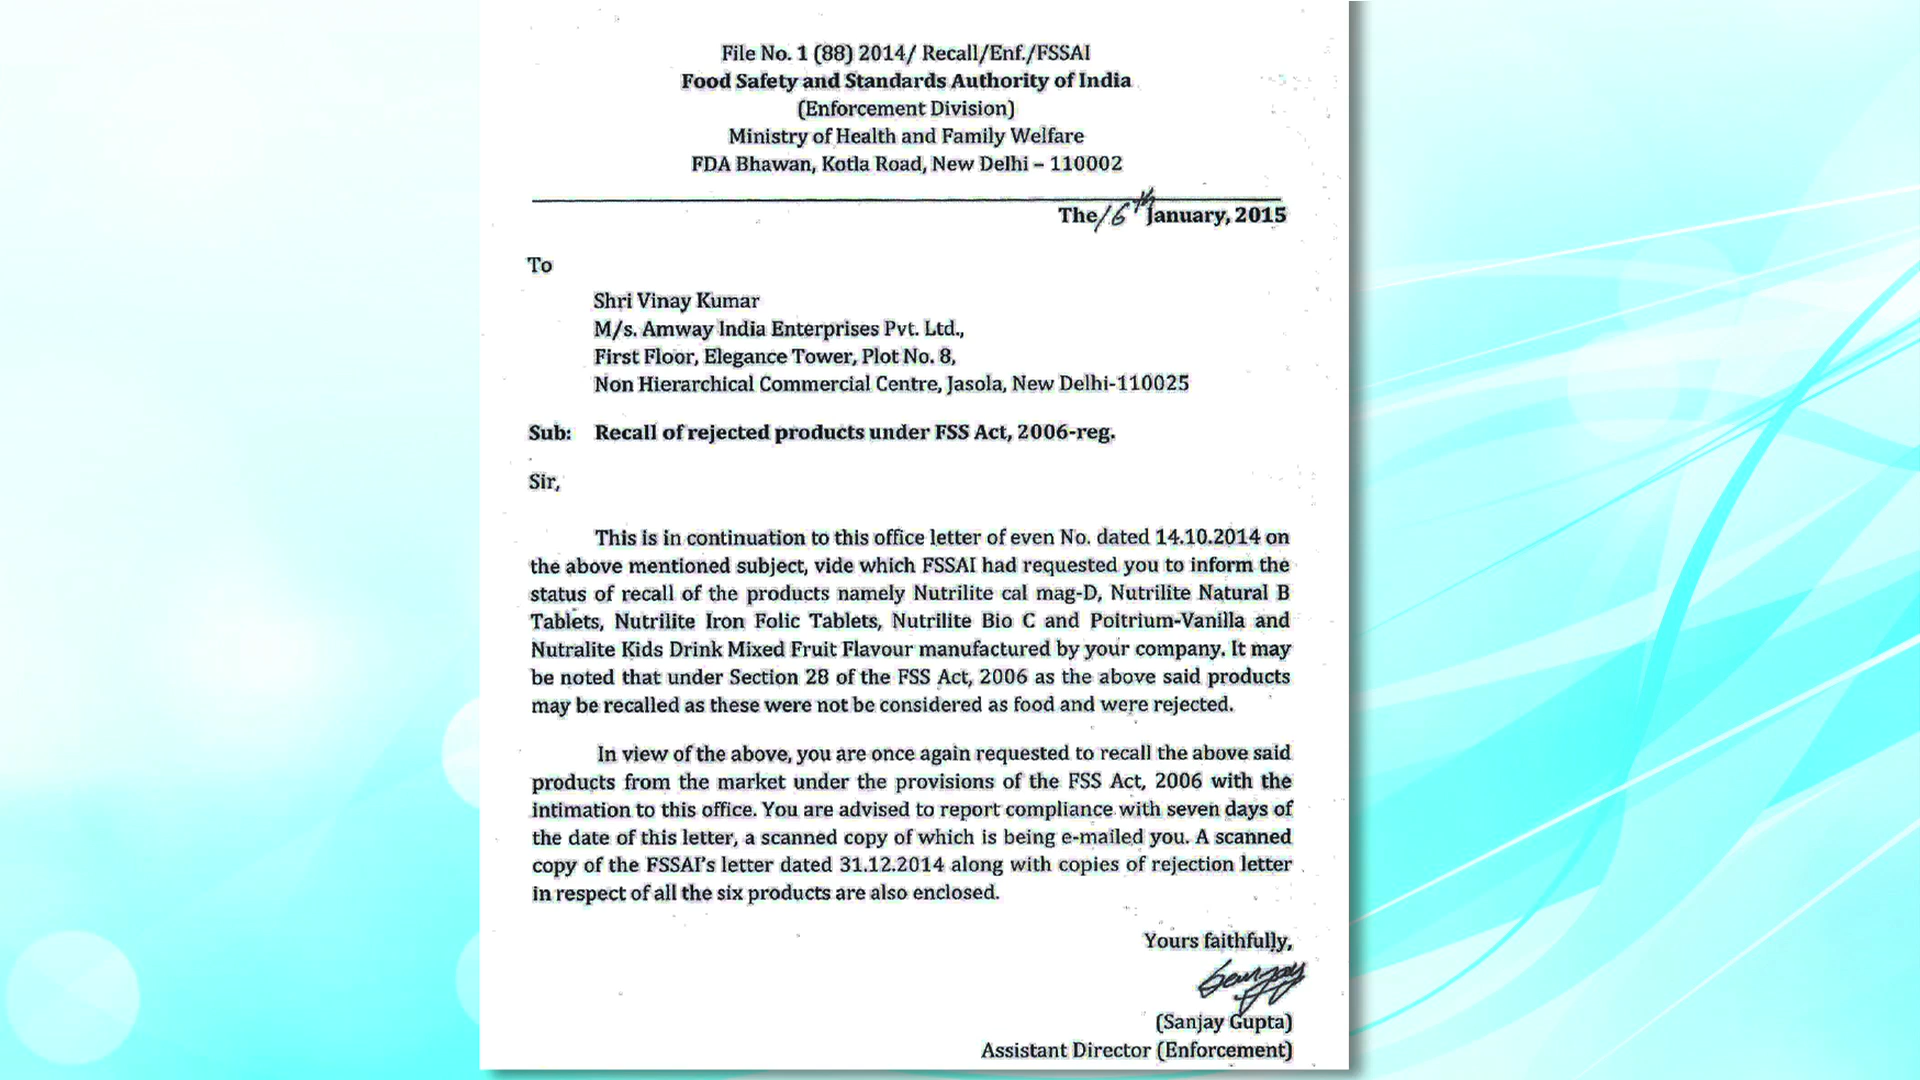 File No. 1 (88) 2014/ Recall/Enf./FSSAI
Food Safety and Standards Authority of India
(Enforcement Division)
Ministry of Health and Family Welfare
FDA Bhawan, Kotla Road, New Delhi – 110002
The 16th January, 2015
To
Shri Vinay Kumar
M/s. Amway India Enterprises Pvt. Ltd.,
First Floor, Elegance Tower, Plot No. 8,
Non Hierarchical Commercial Centre, Jasola, New Delhi-110025
Sub: Recall of rejected products under FSS Act, 2006-reg.
Sir,
This is in continuation to this office letter of even No. dated 14.10.2014 on
the above mentioned subject, vide which FSSAI had requested you to inform the
status of recall of the products namely Nutrilite cal mag-D, Nutrilite Natural B
Tablets, Nutrilite Iron Folic Tablets, Nutrilite Bio C and Poitrium-Vanilla and
Nutralite Kids Drink Mixed Fruit Flavour manufactured by your company. It may
be noted that under Section 28 of the FSS Act, 2006 as the above said products
may be recalled as these were not be considered as food and were rejected.
In view of the above, you are once again requested to recall the above said
products from the market under the provisions of the FSS Act, 2006 with the
intimation to this office. You are advised to report compliance with seven days of
the date of this letter, a scanned copy of which is being e-mailed you. A scanned
copy of the FSSAI's letter dated 31.12.2014 along with copies of rejection letter
in respect of all the six products are also enclosed.
Yours faithfully,
Sanjay
(Sanjay Gupta)
Assistant Director (Enforcement)